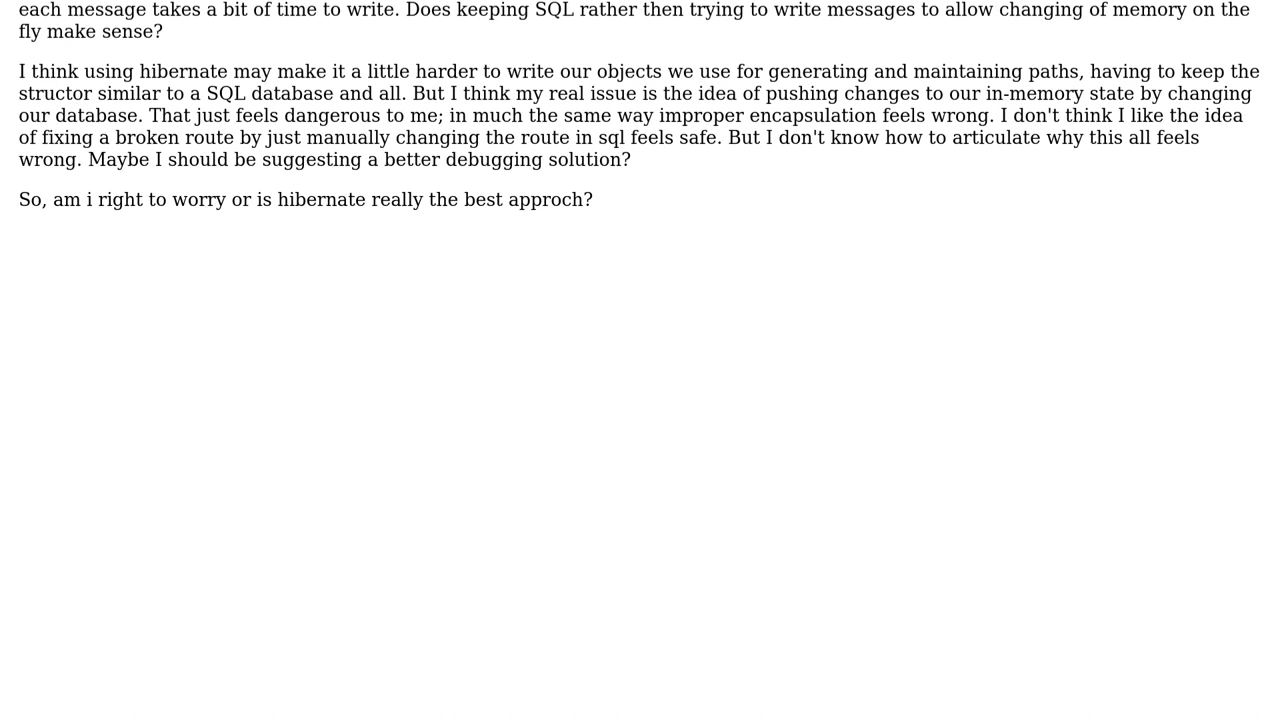 each message takes a bit of time to write. Does keeping SQL rather then trying to write messages to allow changing of memory on the
fly make sense?
I think using hibernate may make it a little harder to write our objects we use for generating and maintaining paths, having to keep the
structor similar to a SQL database and all. But I think my real issue is the idea of pushing changes to our in-memory state by changing
our database. That just feels dangerous to me; in much the same way improper encapsulation feels wrong. I don't think I like the idea
of fixing a broken route by just manually changing the route in sql feels safe. But I don't know how to articulate why this all feels
wrong. Maybe I should be suggesting a better debugging solution?
So, am i right to worry or is hibernate really the best approch?